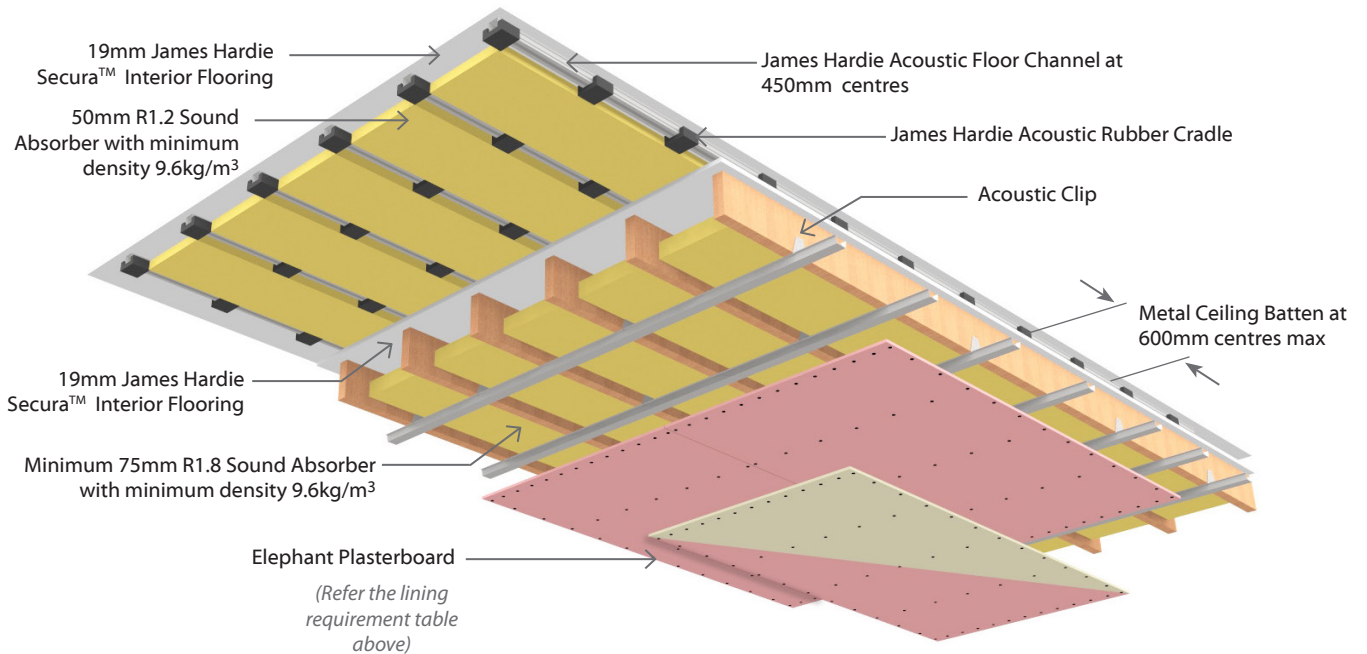 19mm James Hardie
Secura™ Interior Flooring
50mm R1.2 Sound
Absorber with minimum
density 9.6kg/m³
James Hardie Acoustic Floor Channel at
450mm centres
James Hardie Acoustic Rubber Cradle
Acoustic Clip
Metal Ceiling Batten at
600mm centres max
19mm James Hardie
Secura™ Interior Flooring
Minimum 75mm R1.8 Sound Absorber
with minimum density 9.6kg/m³
Elephant Plasterboard
(Refer the lining
requirement table
above)